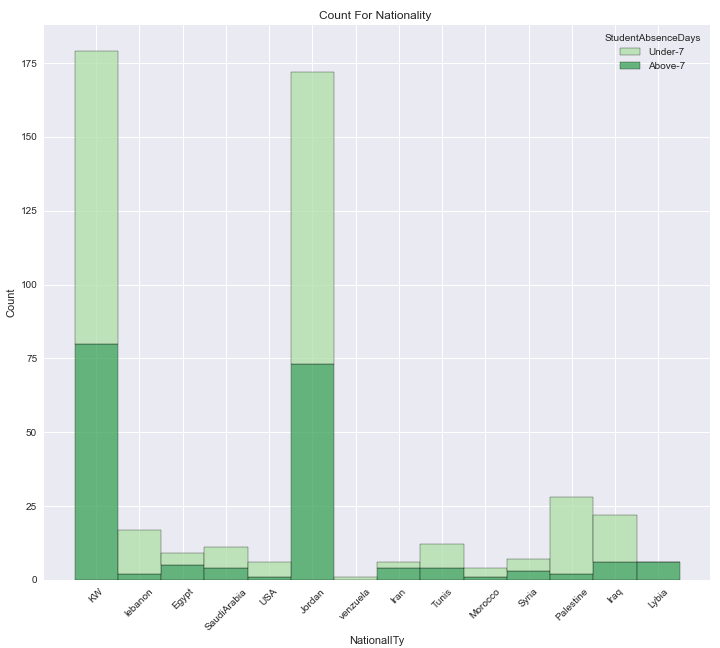 Count For Nationality
StudentAbsenceDays
Under-7
Above-7
175
150
125
100
75
50
25
0
Count
KW
lebanon
Egypt
SaudiArabia
USA
Jordan
venzuela
Iran
Tunis
Morocco
Syria
Palestine
Iraq
Lybia
NationalITy